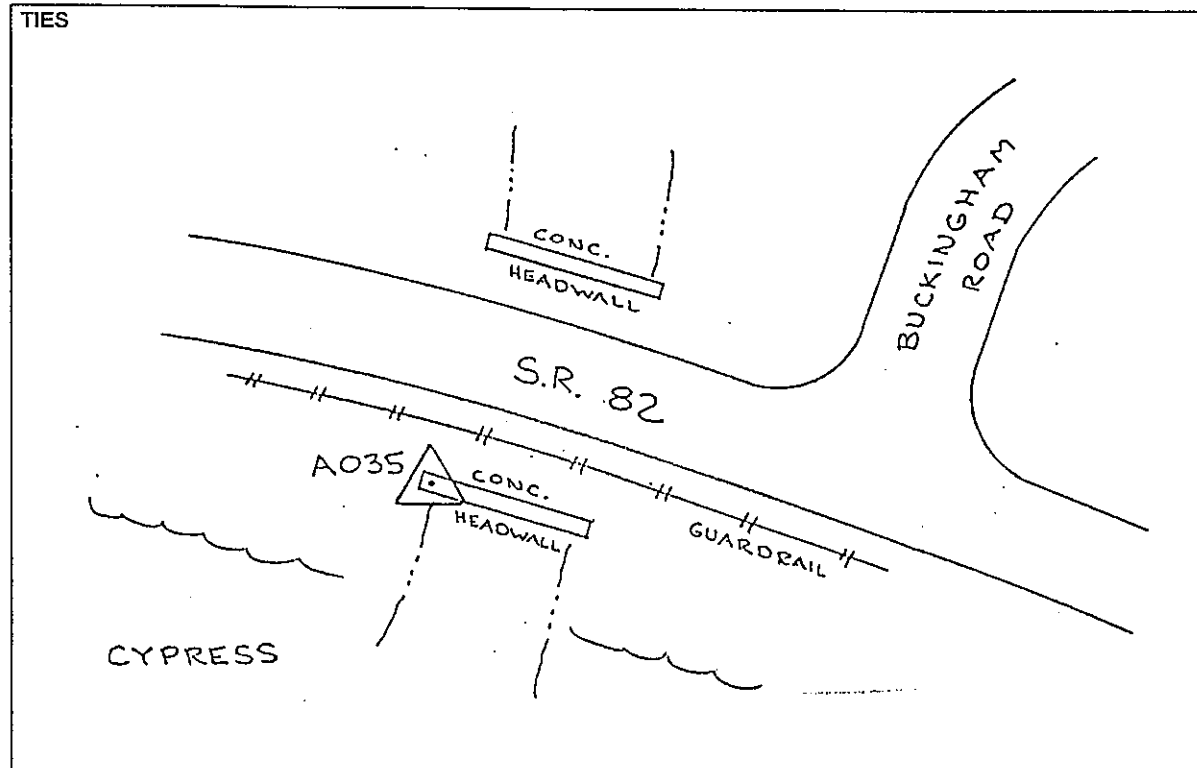 TIES
BUCKINGHAM
ROAD
CONC.
HEADWALL
S.R. 82
A035
CONC.
HEADWALL
GUARDRAIL
CYPRESS